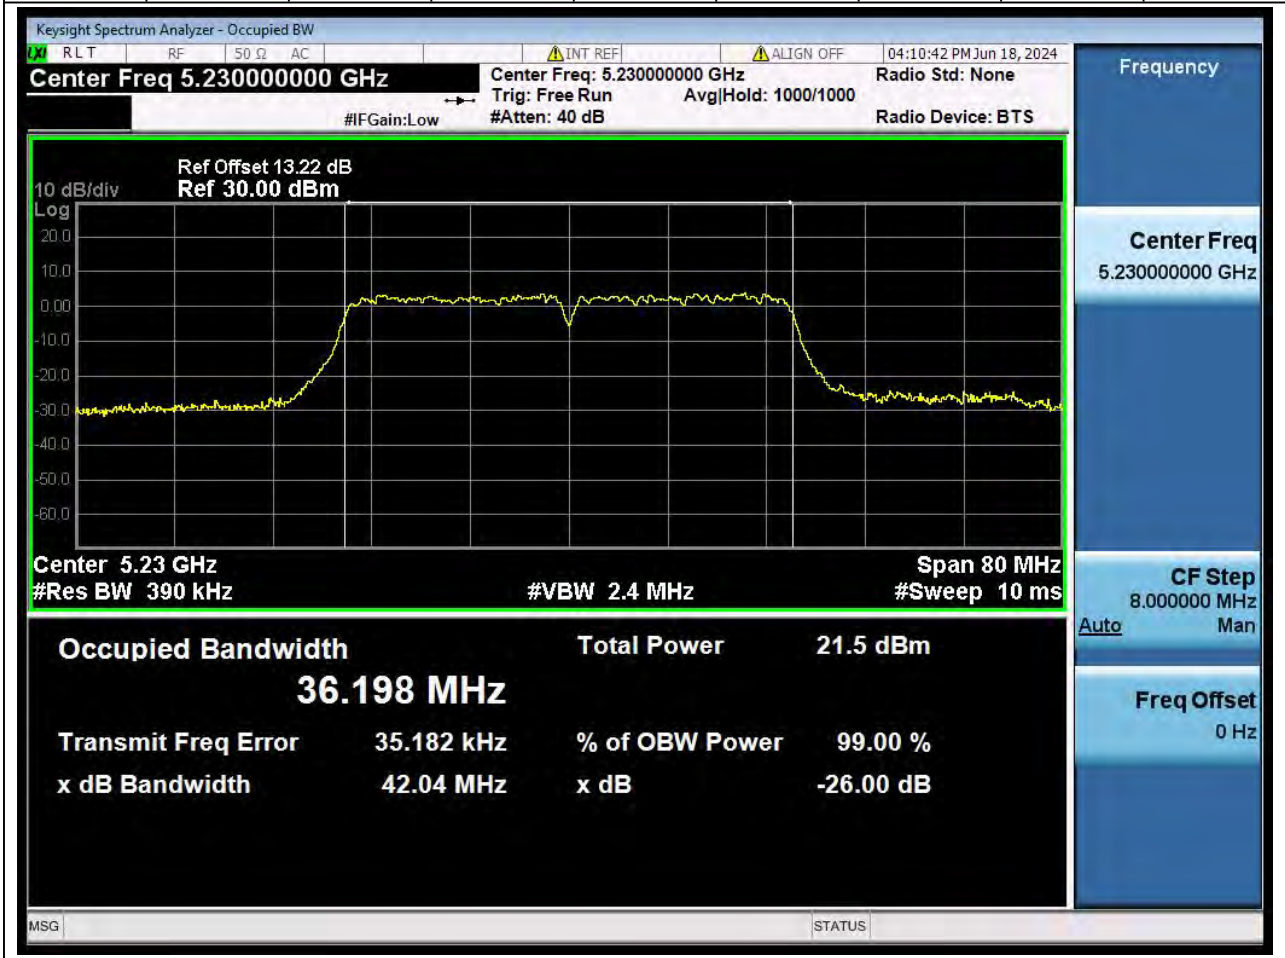 Keysight Spectrum Analyzer - Occupied BW
LXI RLT RF 50 Ω AC INT REF ALIGN OFF 04:10:42 PM Jun 18, 2024
Center Freq 5.230000000 GHz
Center Freq: 5.230000000 GHz
Radio Std: None
Trig: Free Run Avg|Hold: 1000/1000
#IFGain:Low
#Atten: 40 dB
Radio Device: BTS
Ref Offset 13.22 dB
10 dB/div Ref 30.00 dBm
Log
20.0
10.0
0.00
-10.0
-20.0
-30.0
-40.0
-50.0
-60.0
Center 5.23 GHz Span 80 MHz
#Res BW 390 kHz #VBW 2.4 MHz #Sweep 10 ms
Occupied Bandwidth Total Power 21.5 dBm
36.198 MHz
Transmit Freq Error 35.182 kHz % of OBW Power 99.00 %
x dB Bandwidth 42.04 MHz x dB -26.00 dB
MSG STATUS
Frequency
Center Freq
5.230000000 GHz
CF Step
8.000000 MHz
Auto Man
Freq Offset
0 Hz